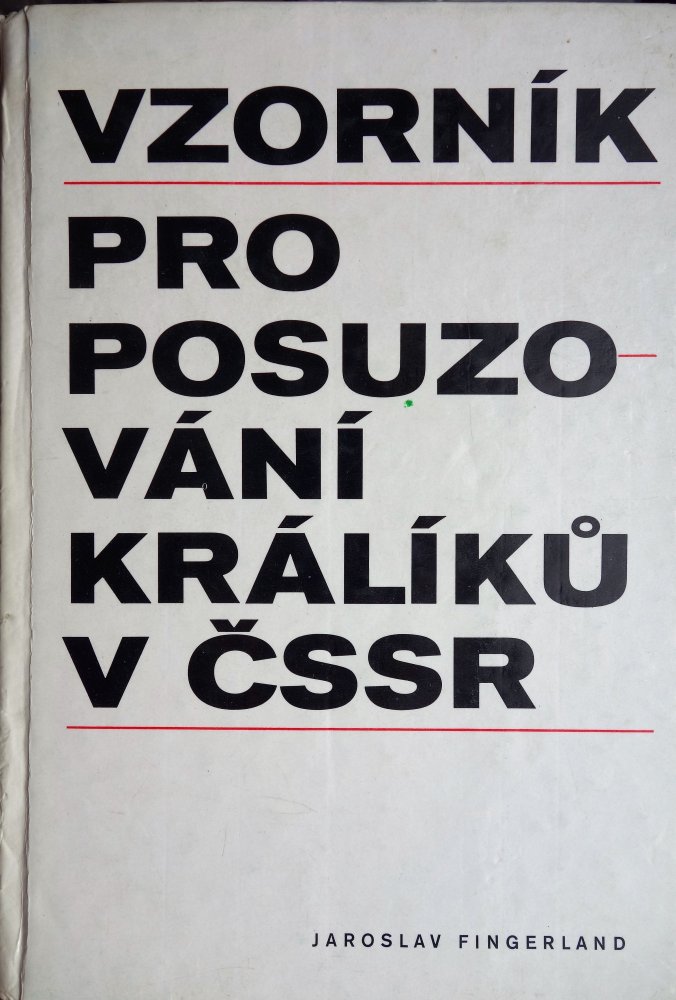 VZORNÍK
PRO
POSUZO-
VÁNÍ
KRÁLÍKŮ
V ČSSR
JAROSLAV FINGERLAND